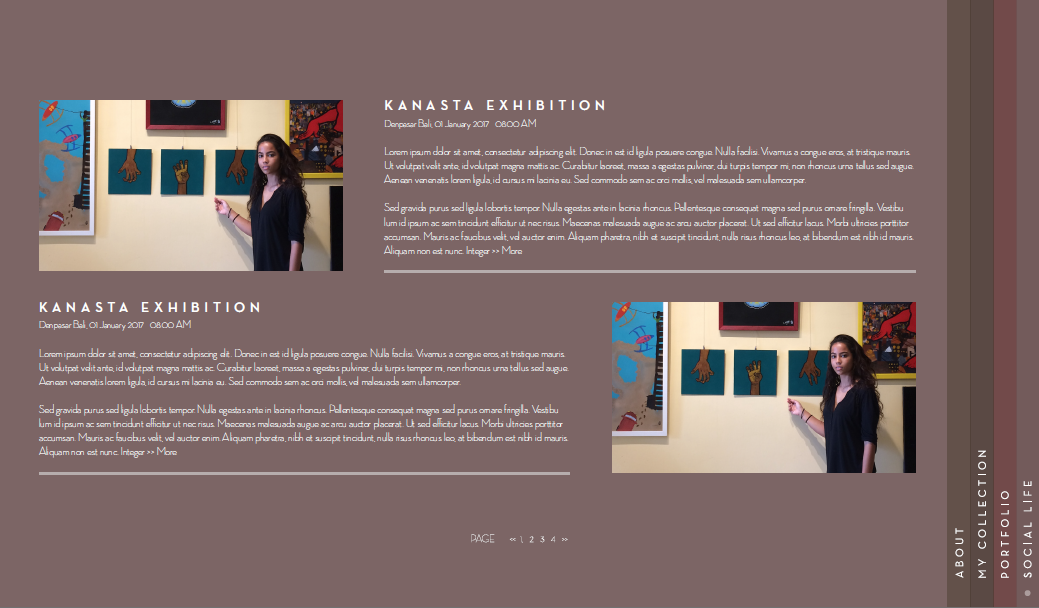 KANASTA EXHIBITION
Denpasar Bali, 01 January 2017 08:00 AM
Lorem ipsum dolor sit amet, consectetur adipiscing elit. Donec in est id ligula posuere congue. Nulla facilisi. Vivamus a congue eros, at tristique mauris.
Ut volutpat velit ante, id volutpat magna mattis ac. Curabitur laoreet, massa a egestas pulvinar, dui turpis tempor mi, non rhoncus urna tellus sed augue.
Aenean venenatis lorem ligula, id cursus mi lacinia eu. Sed commodo sem ac orci mollis, vel malesuada sem ullamcorper.
Sed gravida purus sed ligula lobortis tempor. Nulla egestas ante in lacinia rhoncus. Pellentesque consequat magna sed purus ornare fringilla. Vestibu
lum id ipsum ac sem tincidunt efficitur ut nec risus. Maecenas malesuada augue ac arcu auctor placerat. Ut sed efficitur lacus. Morbi ultricies porttitor
accumsan. Mauris ac faucibus velit, vel auctor enim. Aliquam pharetra, nibh et suscipit tincidunt, nulla risus rhoncus leo, at bibendum est nibh id mauris.
Aliquam non est nunc. Integer >> More
KANASTA EXHIBITION
Denpasar Bali, 01 January 2017 08:00 AM
Lorem ipsum dolor sit amet, consectetur adipiscing elit. Donec in est id ligula posuere congue. Nulla facilisi. Vivamus a congue eros, at tristique mauris.
Ut volutpat velit ante, id volutpat magna mattis ac. Curabitur laoreet, massa a egestas pulvinar, dui turpis tempor mi, non rhoncus urna tellus sed augue.
Aenean venenatis lorem ligula, id cursus mi lacinia eu. Sed commodo sem ac orci mollis, vel malesuada sem ullamcorper.
Sed gravida purus sed ligula lobortis tempor. Nulla egestas ante in lacinia rhoncus. Pellentesque consequat magna sed purus ornare fringilla. Vestibu
lum id ipsum ac sem tincidunt efficitur ut nec risus. Maecenas malesuada augue ac arcu auctor placerat. Ut sed efficitur lacus. Morbi ultricies porttitor
accumsan. Mauris ac faucibus velit, vel auctor enim. Aliquam pharetra, nibh et suscipit tincidunt, nulla risus rhoncus leo, at bibendum est nibh id mauris.
Aliquam non est nunc. Integer >> More
PAGE << 1 2 3 4 >>
ABOUT
MY COLLECTION
PORTFOLIO
SOCIAL LIFE